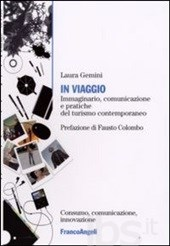 Laura Gemini
IN VIAGGIO
Immaginario, comunicazione
e pratiche
del turismo contemporaneo
Prefazione di Fausto Colombo
Consumo, comunicazione,
innovazione
FrancoAngeli